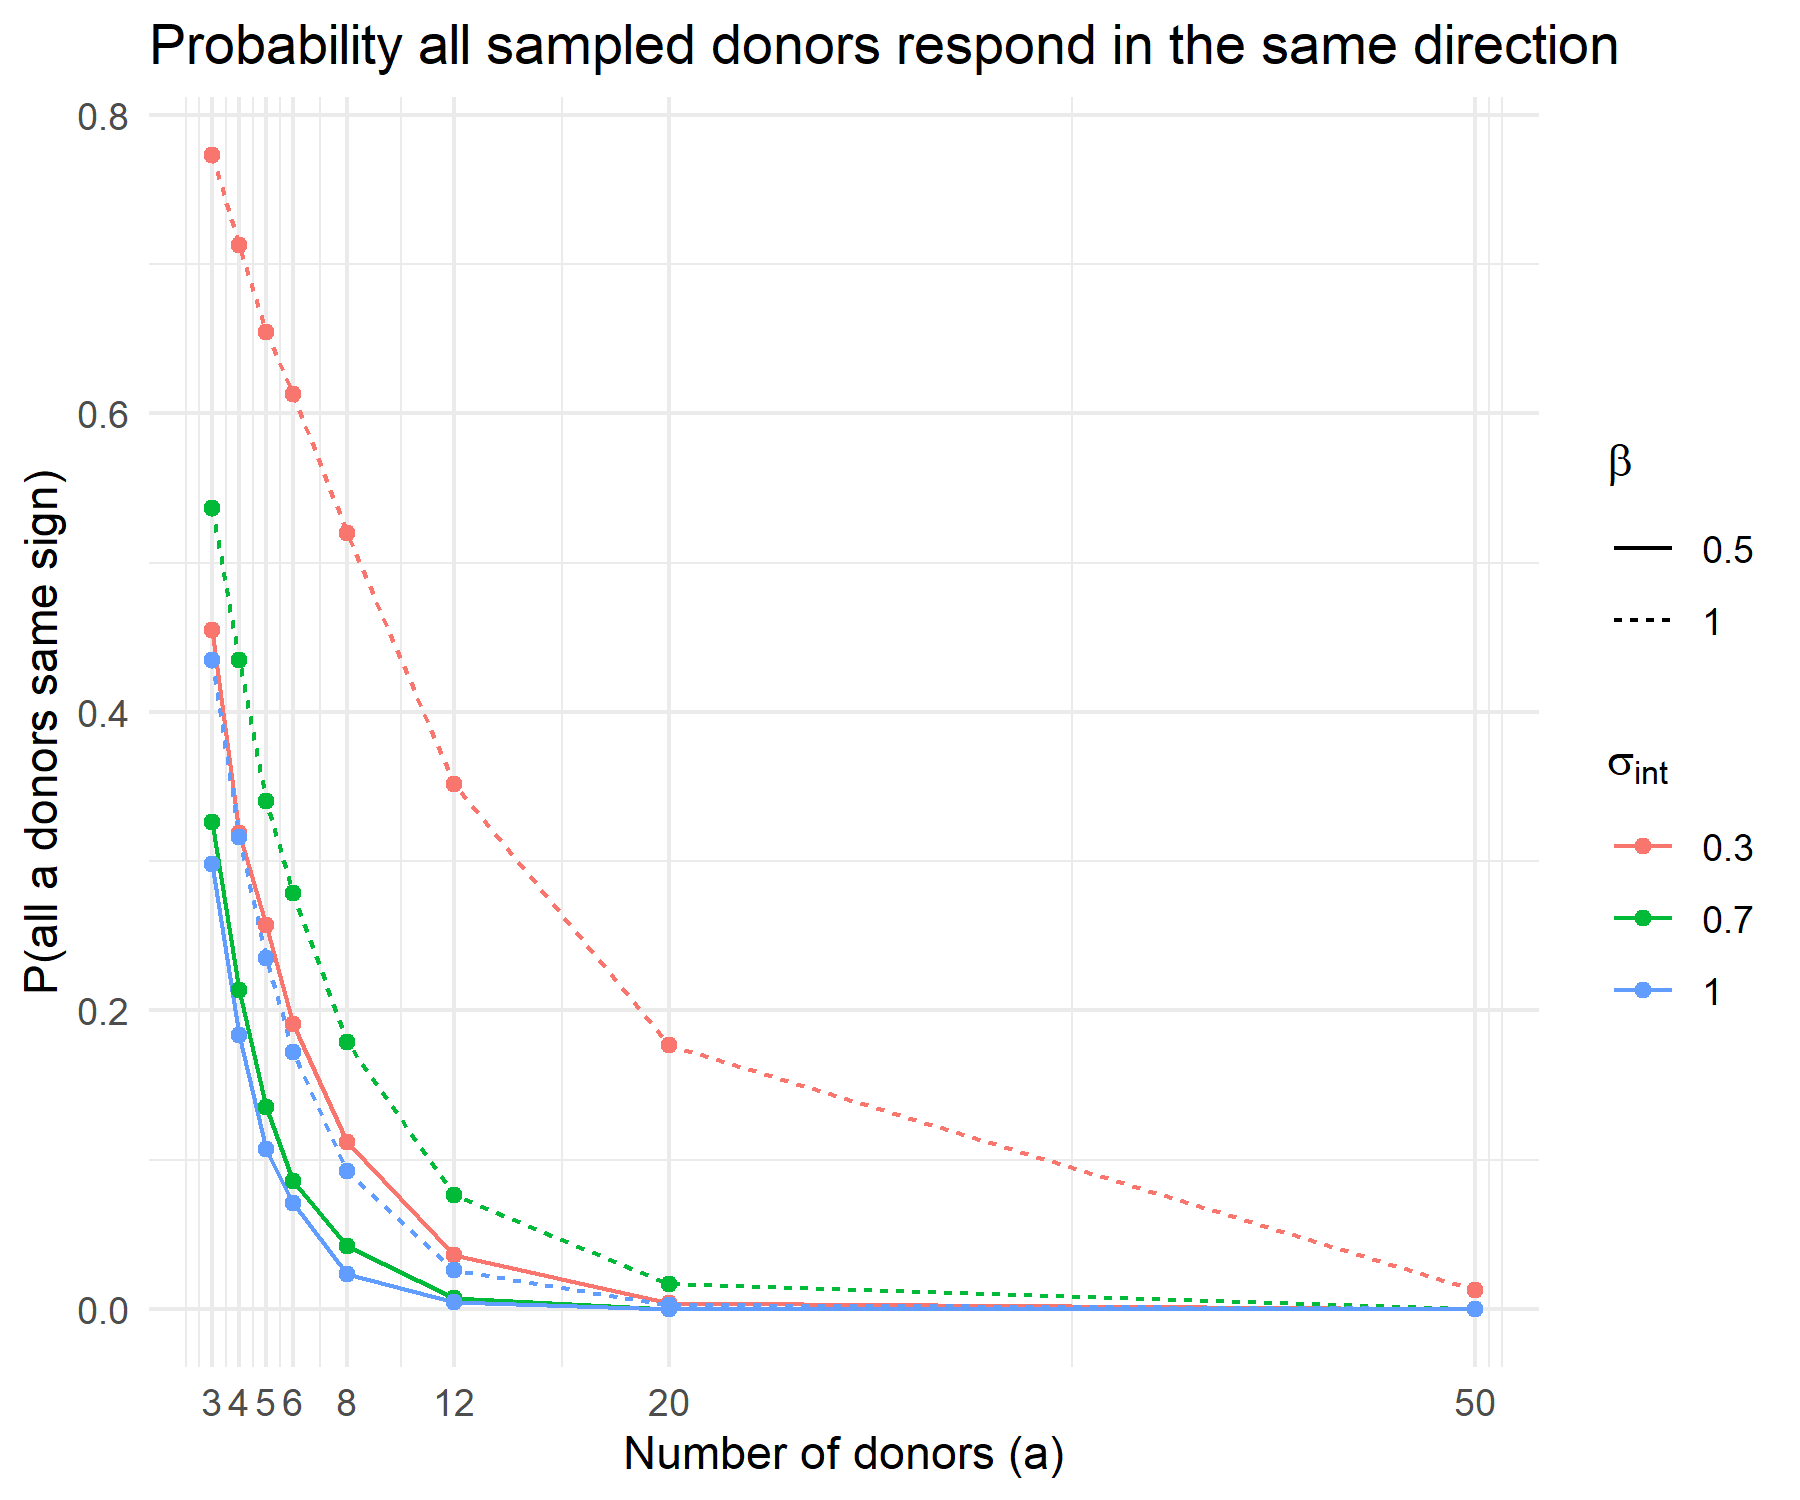 Probability all sampled donors respond in the same direction
P(all a donors same sign)
0.8
0.6
0.4
0.2
0.0
3 4 5 6 8 12 20 50
Number of donors (a)
β
0.5
1
σint
0.3
0.7
1